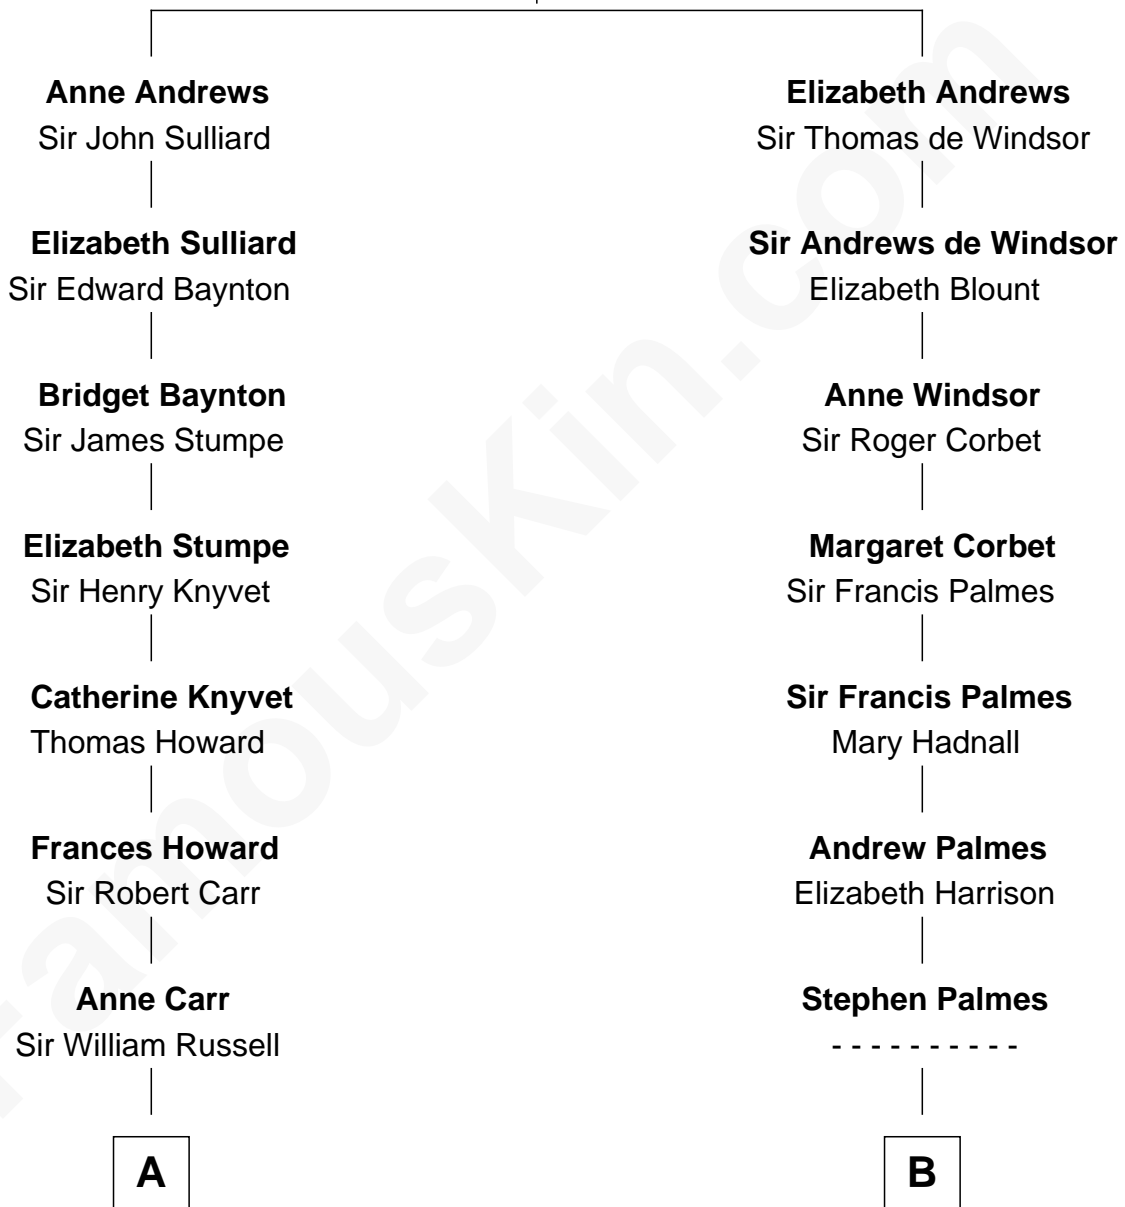 Anne Andrews
Sir John Sulliard
Elizabeth Sulliard
Sir Edward Baynton
Bridget Baynton
Sir James Stumpe
Elizabeth Stumpe
Sir Henry Knyvet
Catherine Knyvet
Thomas Howard
Frances Howard
Sir Robert Carr
Anne Carr
Sir William Russell
A
Elizabeth Andrews
Sir Thomas de Windsor
Sir Andrews de Windsor
Elizabeth Blount
Anne Windsor
Sir Roger Corbet
Margaret Corbet
Sir Francis Palmes
Sir Francis Palmes
Mary Hadnall
Andrew Palmes
Elizabeth Harrison
Stephen Palmes
- - - - - - - - - -
B
FamousKin.com